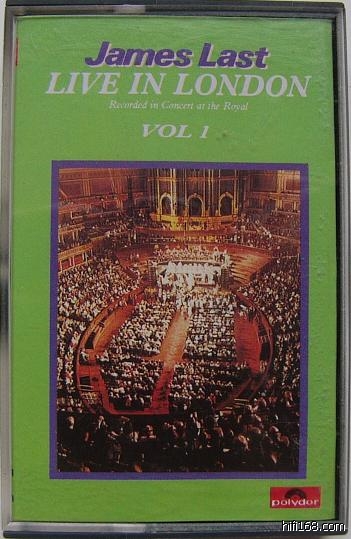 James Last
LIVE IN LONDON
Recorded in Concert at the Royal
VOL 1
polydor
hifi168.com